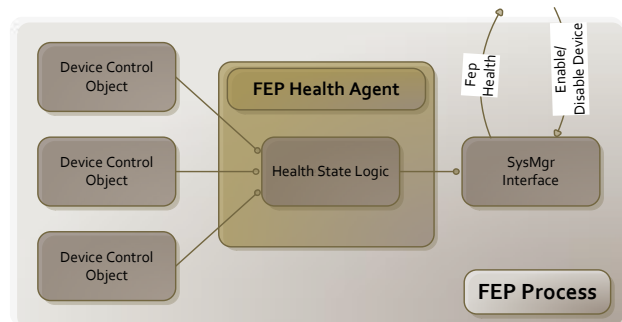 Device Control
Object
FEP Health Agent
Fep
Health
Enable/
Disable Device
Device Control
Object
Health State Logic
SysMgr
Interface
Device Control
Object
FEP Process